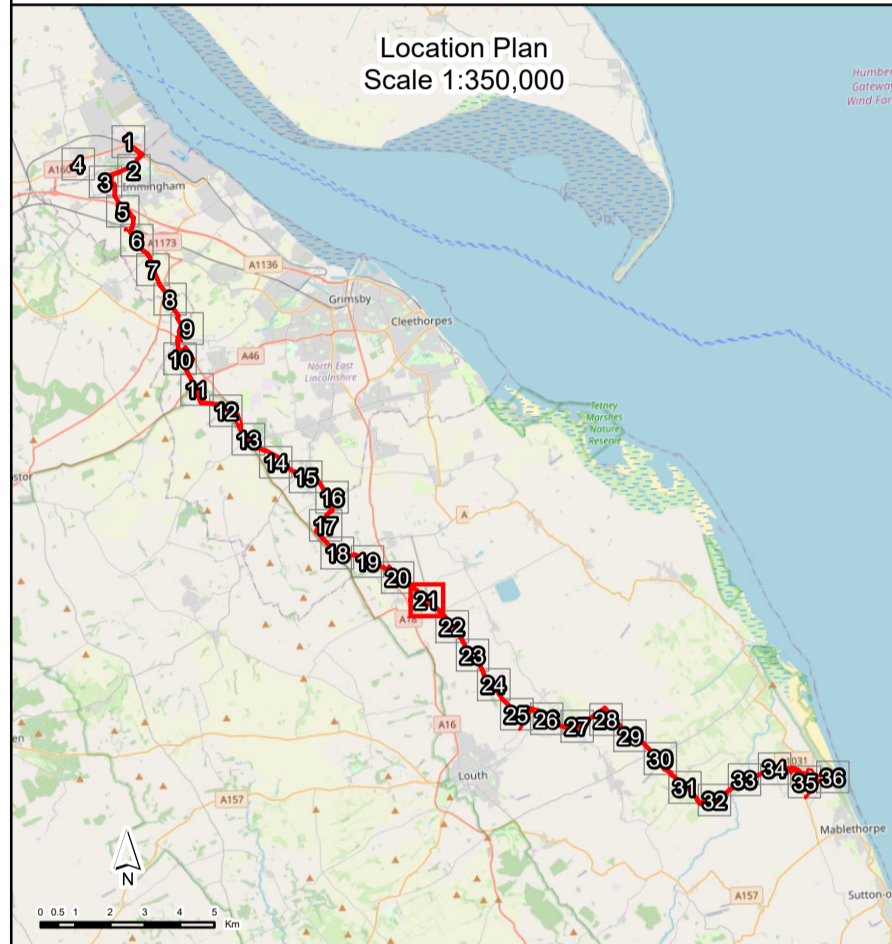 Location Plan
Scale 1:350,000
Humber
Gateway
Wind Far
1
4
A160
2
3
Immingham
5
6
A1173
7
A1136
8
Grimsby
9
Cleethorpes
10
A46
North East
Lincolnshire
11
12
Tetney
Marshes
Nature
Reserve
13
14
15
stor
16
17
A
18
19
20
21
A18
22
23
24
25
26
27
28
A16
en
29
30
Louth
34
1031
36
33
35
31
32
A157
Mablethorpe
N
A157
Sutton-o
0 0.5 1 2 3 4 5
Km